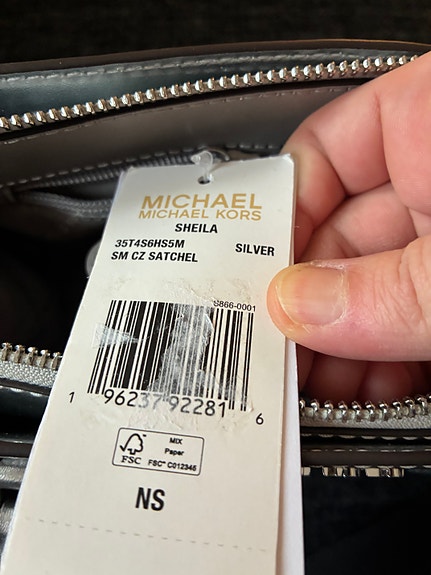 MICHAEL
MICHAEL KORS
SHEILA
35T4S6HS5M SILVER
SM CZ SATCHEL
S866-0001
1 96237 92281 6
FSC
MIX
Paper
FSC® C012345
NS